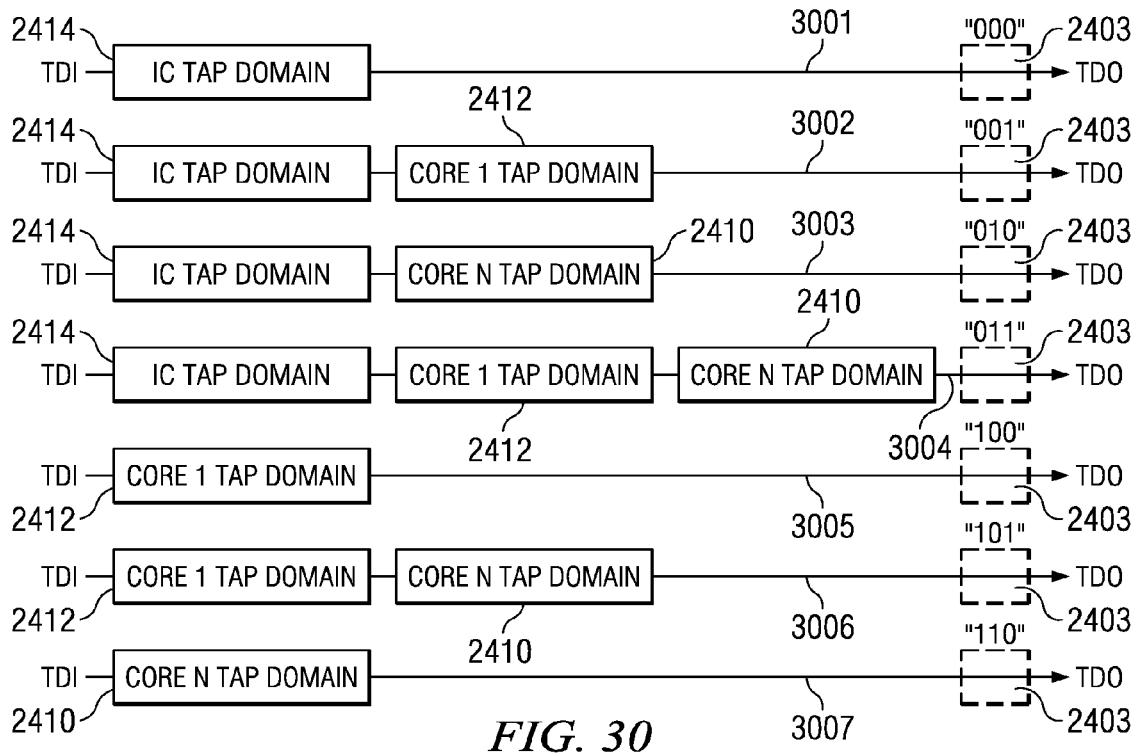 2414 3001 "000" 2403
TDI IC TAP DOMAIN TDO
2414 2412 3002 "001" 2403
TDI IC TAP DOMAIN CORE 1 TAP DOMAIN TDO
2414 2410 3003 "010" 2403
TDI IC TAP DOMAIN CORE N TAP DOMAIN TDO
2414 2410 "011" 2403
TDI IC TAP DOMAIN CORE 1 TAP DOMAIN CORE N TAP DOMAIN TDO
2412 3004 "100"
TDI CORE 1 TAP DOMAIN TDO
2412 3005 2403
"101"
TDI CORE 1 TAP DOMAIN CORE N TAP DOMAIN TDO
2412 2410 3006 2403
"110"
TDI CORE N TAP DOMAIN TDO
2410 3007 2403
FIG. 30